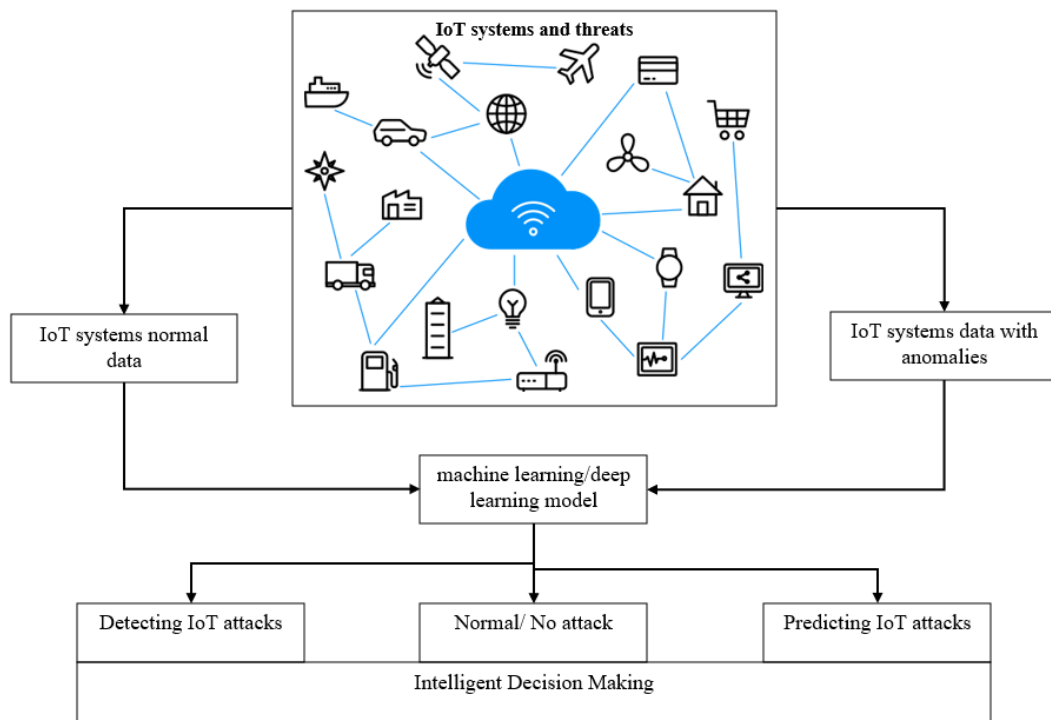 IoT systems and threats
IoT systems normal
data
IoT systems data with
anomalies
machine learning/deep
learning model
Detecting IoT attacks
Normal/ No attack
Predicting IoT attacks
Intelligent Decision Making